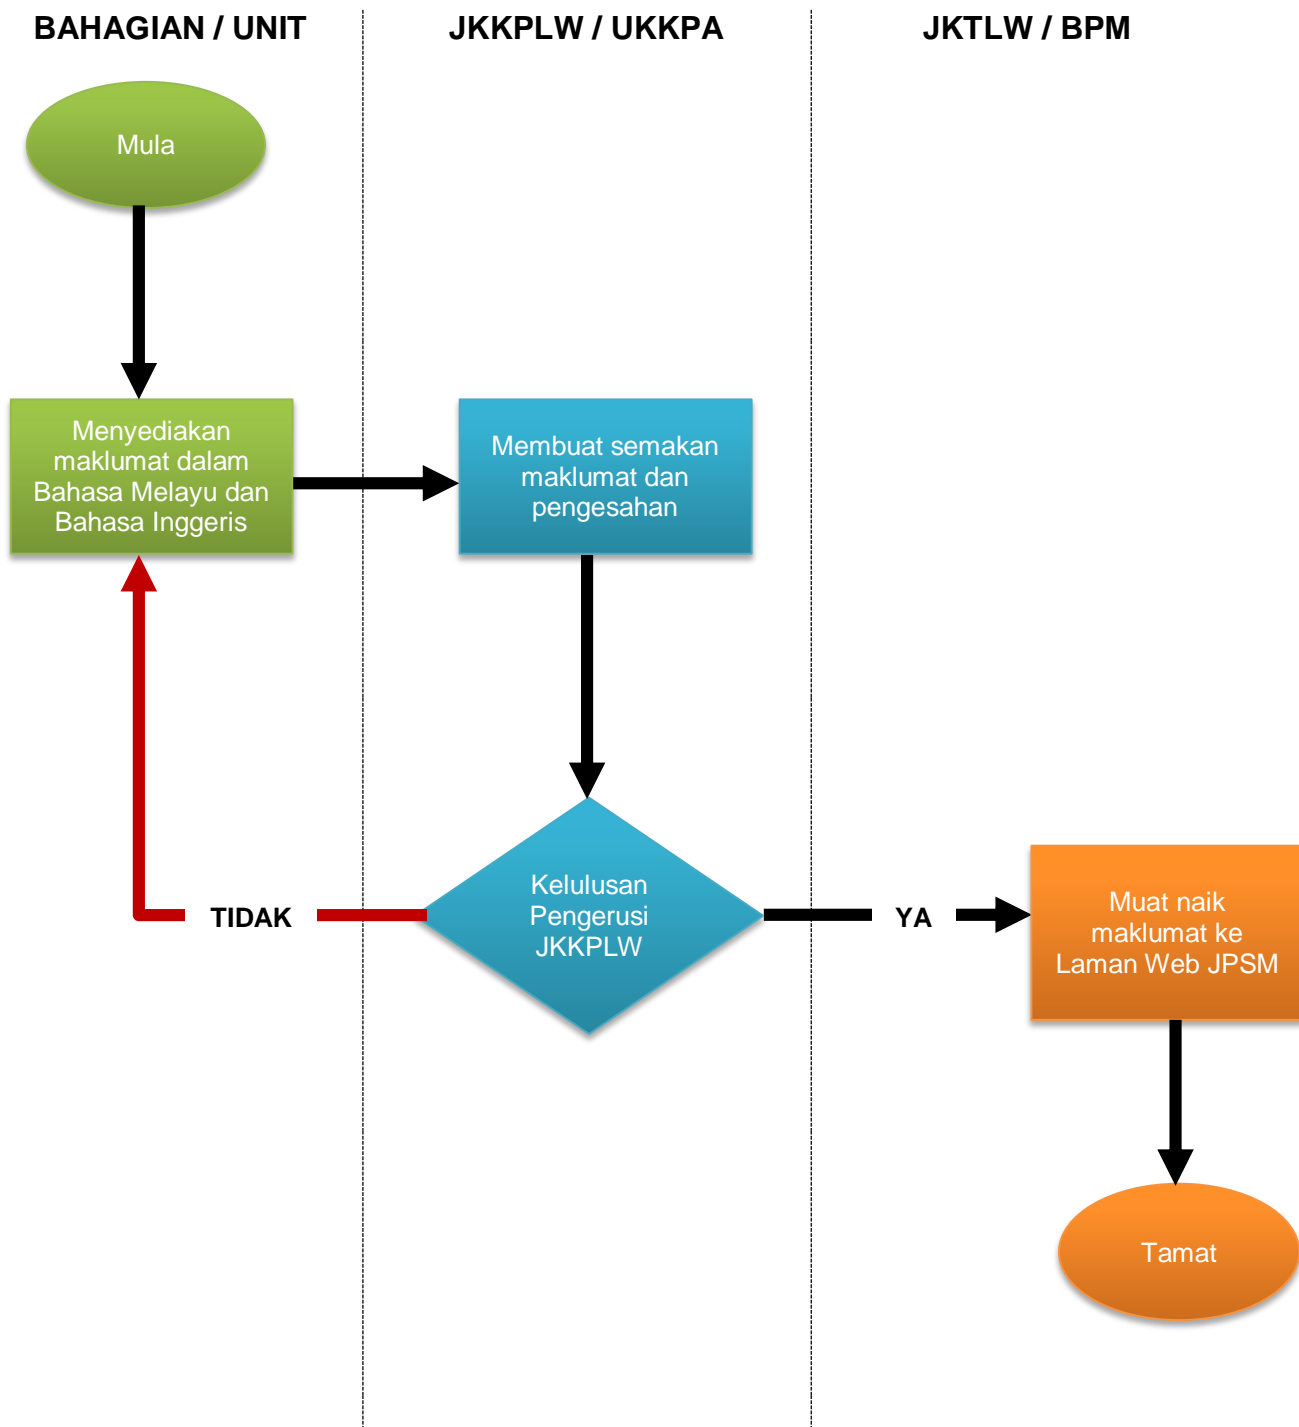 BAHAGIAN / UNIT
JKKPLW / UKKPA
JKTLW / BPM
Mula
Menyediakan
maklumat dalam
Bahasa Melayu dan
Bahasa Inggeris
Membuat semakan
maklumat dan
pengesahan
Kelulusan
Pengerusi
JKKPLW
TIDAK
YA
Muat naik
maklumat ke
Laman Web JPSM
Tamat